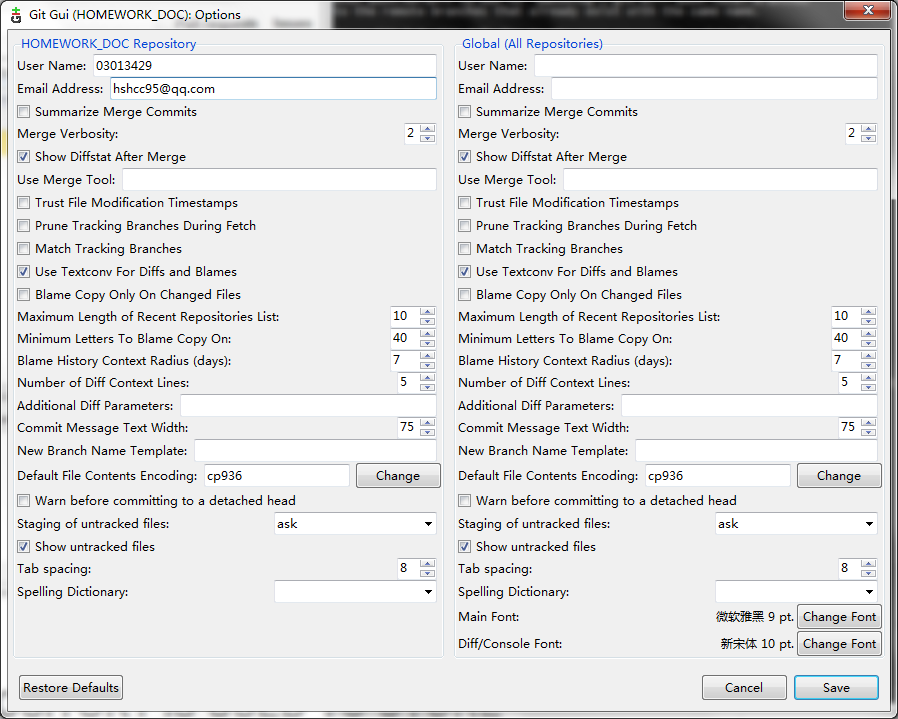 Git Gui (HOMEWORK_DOC): Options
HOMEWORK_DOC Repository
User Name: 03013429
Email Address: hshcc95@qq.com
Summarize Merge Commits
Merge Verbosity: 2
Show Diffstat After Merge
Use Merge Tool:
Trust File Modification Timestamps
Prune Tracking Branches During Fetch
Match Tracking Branches
Use Textconv For Diffs and Blames
Blame Copy Only On Changed Files
Maximum Length of Recent Repositories List: 10
Minimum Letters To Blame Copy On: 40
Blame History Context Radius (days): 7
Number of Diff Context Lines: 5
Additional Diff Parameters:
Commit Message Text Width: 75
New Branch Name Template:
Default File Contents Encoding: cp936 Change
Warn before committing to a detached head
Staging of untracked files: ask
Show untracked files
Tab spacing: 8
Spelling Dictionary:
Global (All Repositories)
User Name:
Email Address:
Summarize Merge Commits
Merge Verbosity: 2
Show Diffstat After Merge
Use Merge Tool:
Trust File Modification Timestamps
Prune Tracking Branches During Fetch
Match Tracking Branches
Use Textconv For Diffs and Blames
Blame Copy Only On Changed Files
Maximum Length of Recent Repositories List: 10
Minimum Letters To Blame Copy On: 40
Blame History Context Radius (days): 7
Number of Diff Context Lines: 5
Additional Diff Parameters:
Commit Message Text Width: 75
New Branch Name Template:
Default File Contents Encoding: cp936 Change
Warn before committing to a detached head
Staging of untracked files: ask
Show untracked files
Tab spacing: 8
Spelling Dictionary:
Main Font: 微软雅黑 9 pt. Change Font
Diff/Console Font: 新宋体 10 pt. Change Font
Restore Defaults Cancel Save